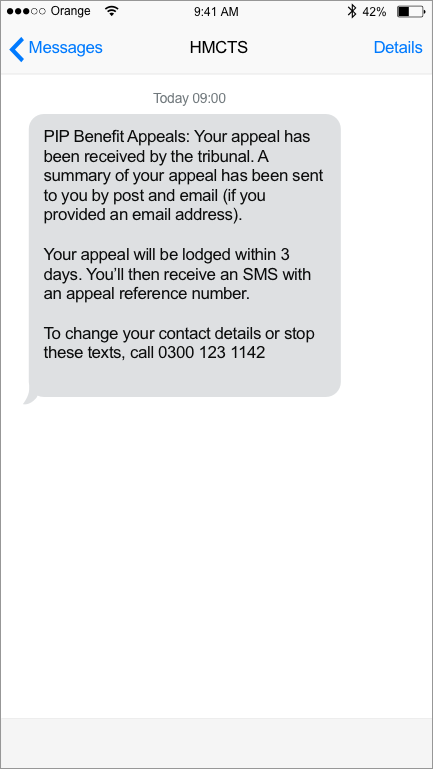 Orange 9:41 AM 42%
Messages HMCTS Details
Today 09:00
PIP Benefit Appeals: Your appeal has
been received by the tribunal. A
summary of your appeal has been sent
to you by post and email (if you
provided an email address).
Your appeal will be lodged within 3
days. You’ll then receive an SMS with
an appeal reference number.
To change your contact details or stop
these texts, call 0300 123 1142